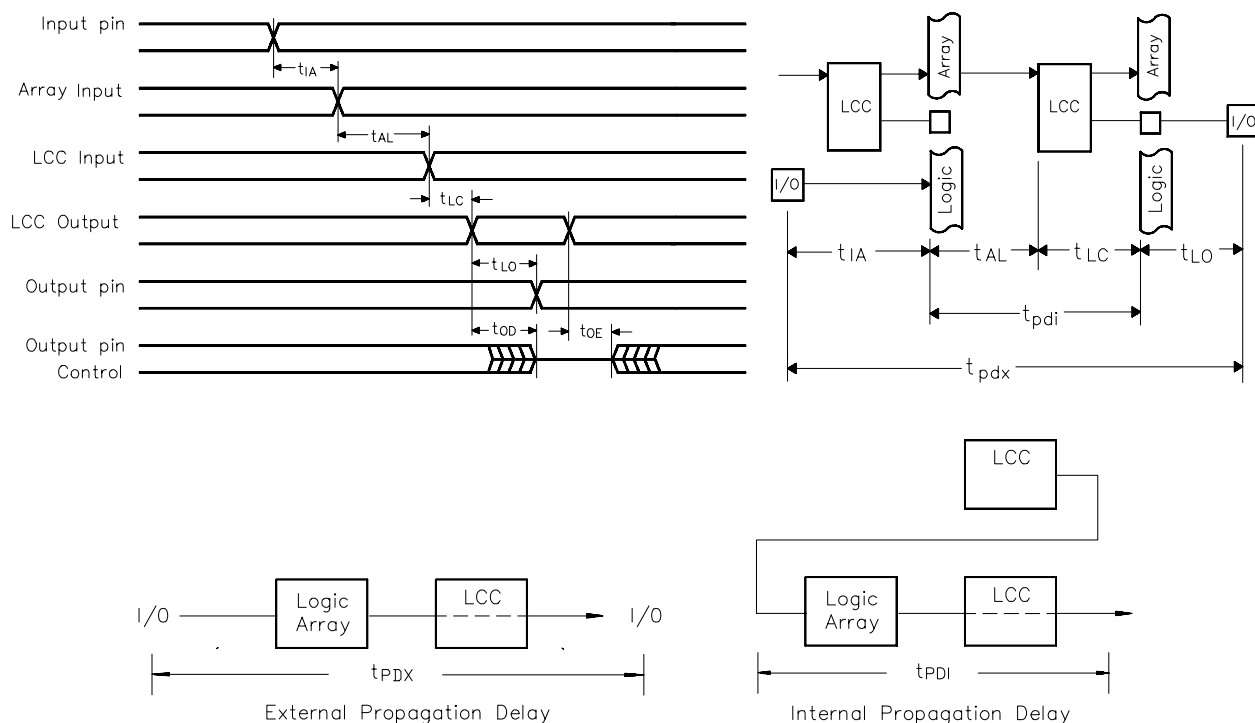 Input pin
tIA
Array Input
tAL
LCC Input
tLC
LCC Output
tLO
Output pin
tOD
tOE
Output pin
Control
LCC
Array
LCC
Array
I/O
I/O
Logic
Logic
tIA
tAL
tLC
tLO
tpdi
tpdx
I/O
Logic
Array
LCC
I/O
tPDX
External Propagation Delay
LCC
Logic
Array
LCC
tPDI
Internal Propagation Delay